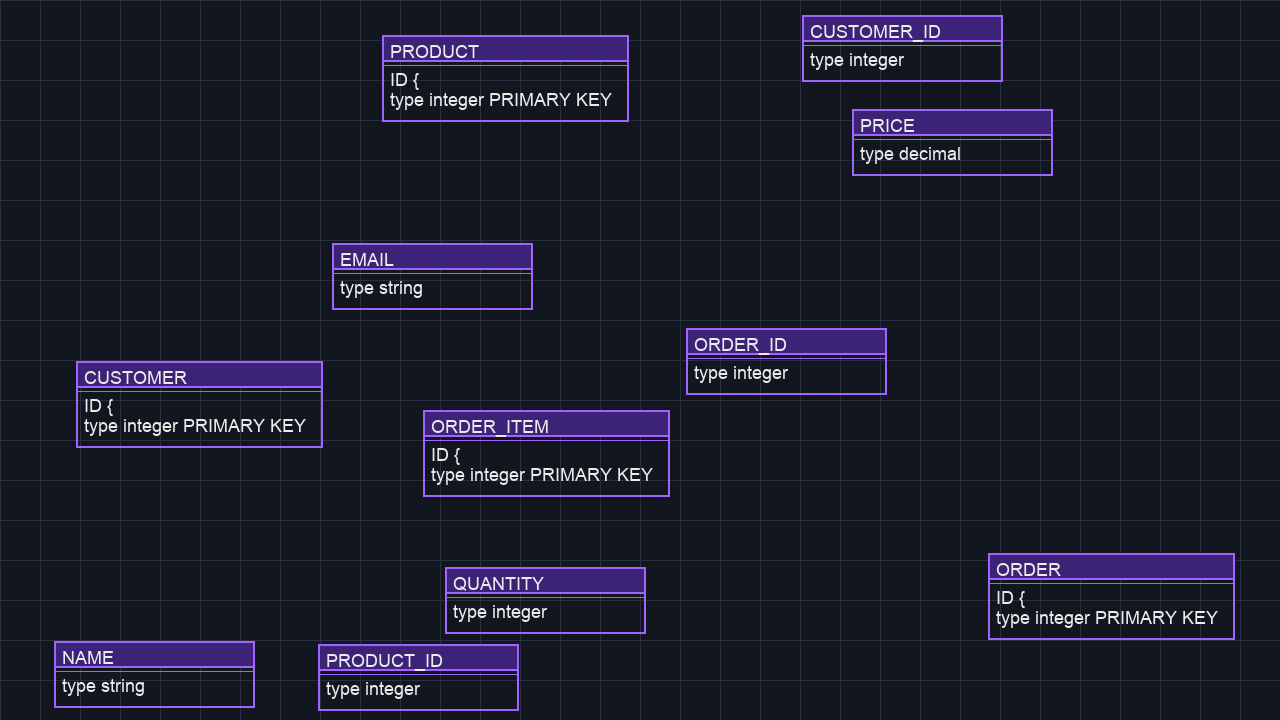 CUSTOMER_ID
type integer
PRODUCT
ID {
type integer PRIMARY KEY
PRICE
type decimal
EMAIL
type string
ORDER_ID
type integer
CUSTOMER
ID {
type integer PRIMARY KEY
ORDER_ITEM
ID {
type integer PRIMARY KEY
ORDER
ID {
type integer PRIMARY KEY
QUANTITY
type integer
NAME
type string
PRODUCT_ID
type integer